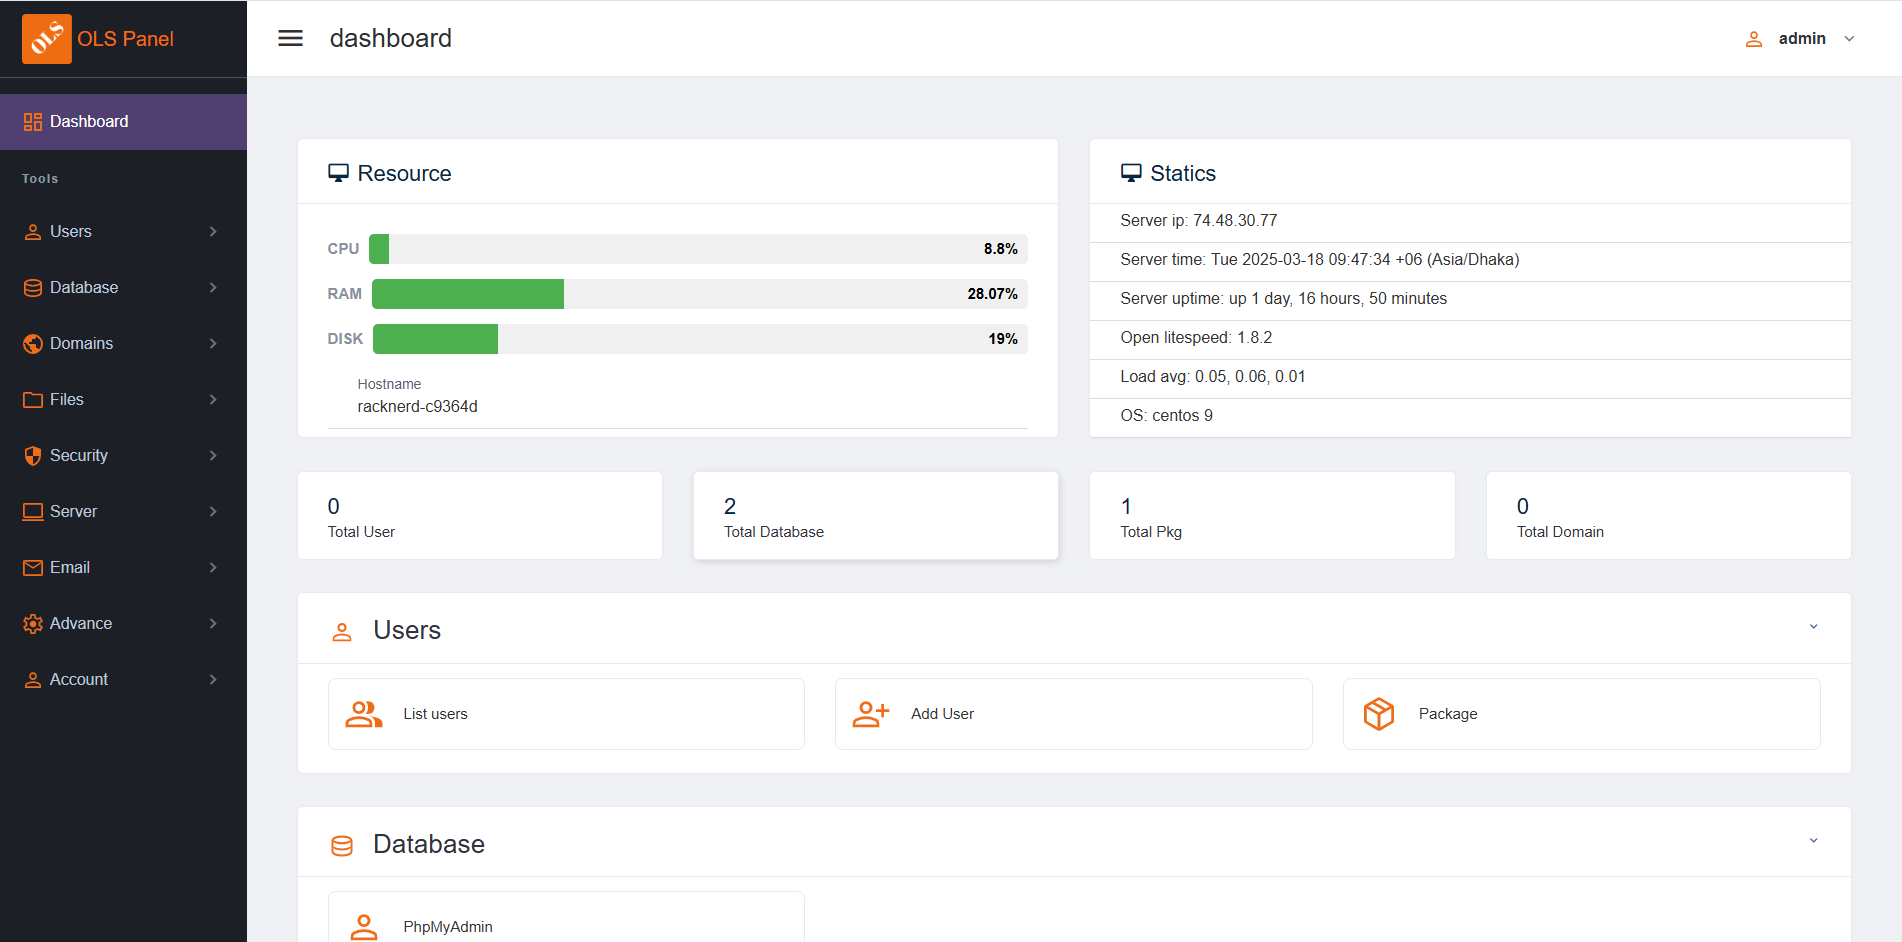 OLS
OLS Panel
dashboard
admin
Dashboard
Tools
Users
Database
Domains
Files
Security
Server
Email
Advance
Account
Resource
CPU
8.8%
RAM
28.07%
DISK
19%
Hostname
racknerd-c9364d
Statics
Server ip: 74.48.30.77
Server time: Tue 2025-03-18 09:47:34 +06 (Asia/Dhaka)
Server uptime: up 1 day, 16 hours, 50 minutes
Open litespeed: 1.8.2
Load avg: 0.05, 0.06, 0.01
OS: centos 9
0
Total User
2
Total Database
1
Total Pkg
0
Total Domain
Users
List users
Add User
Package
Database
PhpMyAdmin